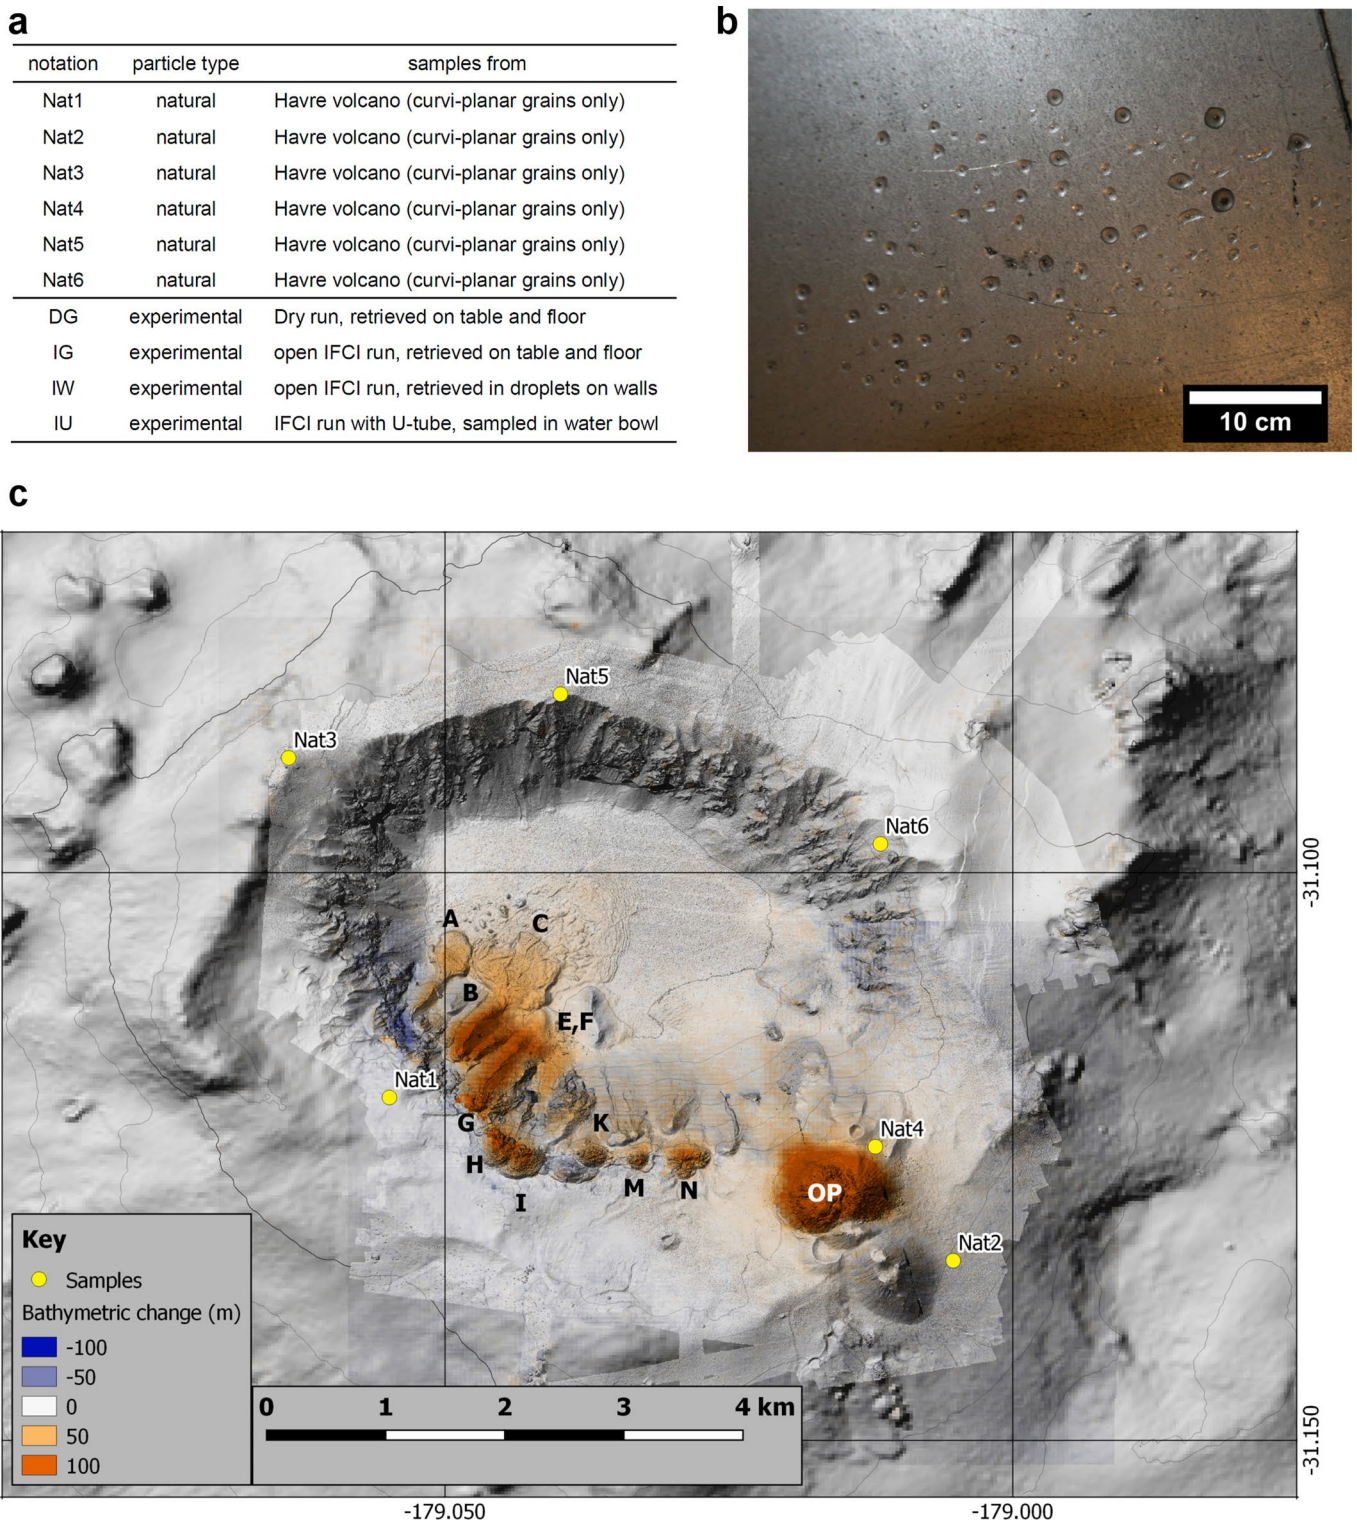 a
notation particle type samples from
Nat1 natural Havre volcano (curvi-planar grains only)
Nat2 natural Havre volcano (curvi-planar grains only)
Nat3 natural Havre volcano (curvi-planar grains only)
Nat4 natural Havre volcano (curvi-planar grains only)
Nat5 natural Havre volcano (curvi-planar grains only)
Nat6 natural Havre volcano (curvi-planar grains only)
DG experimental Dry run, retrieved on table and floor
IG experimental open IFCI run, retrieved on table and floor
IW experimental open IFCI run, retrieved in droplets on walls
IU experimental IFCI run with U-tube, sampled in water bowl
b
10 cm
c
Nat5
Nat3
Nat6
-31.100
A
C
B
E,F
Nat1
G
K
Nat4
H
M
N
OP
I
Nat2
Key
Samples
Bathymetric change (m)
-100
-50
0
50
100
0 1 2 3 4 km
-31.150
-179.050 -179.000